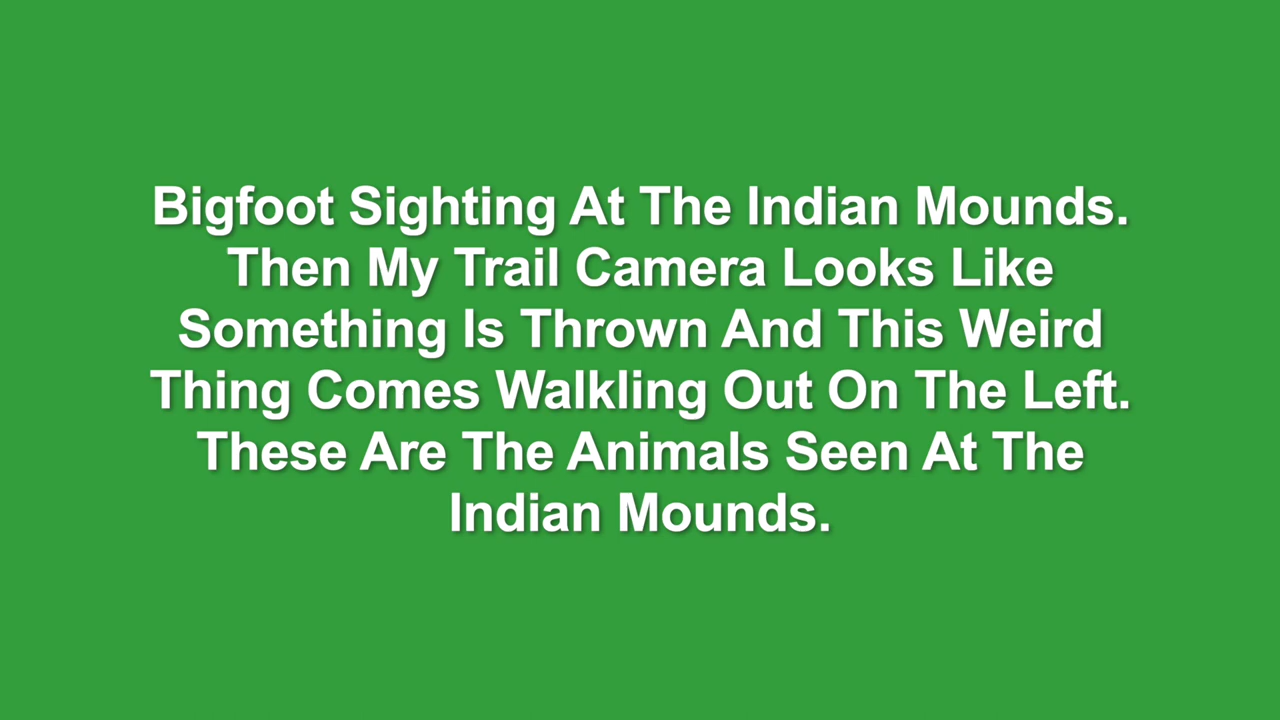 Bigfoot Sighting At The Indian Mounds.
Then My Trail Camera Looks Like
Something Is Thrown And This Weird
Thing Comes Walkling Out On The Left.
These Are The Animals Seen At The
Indian Mounds.